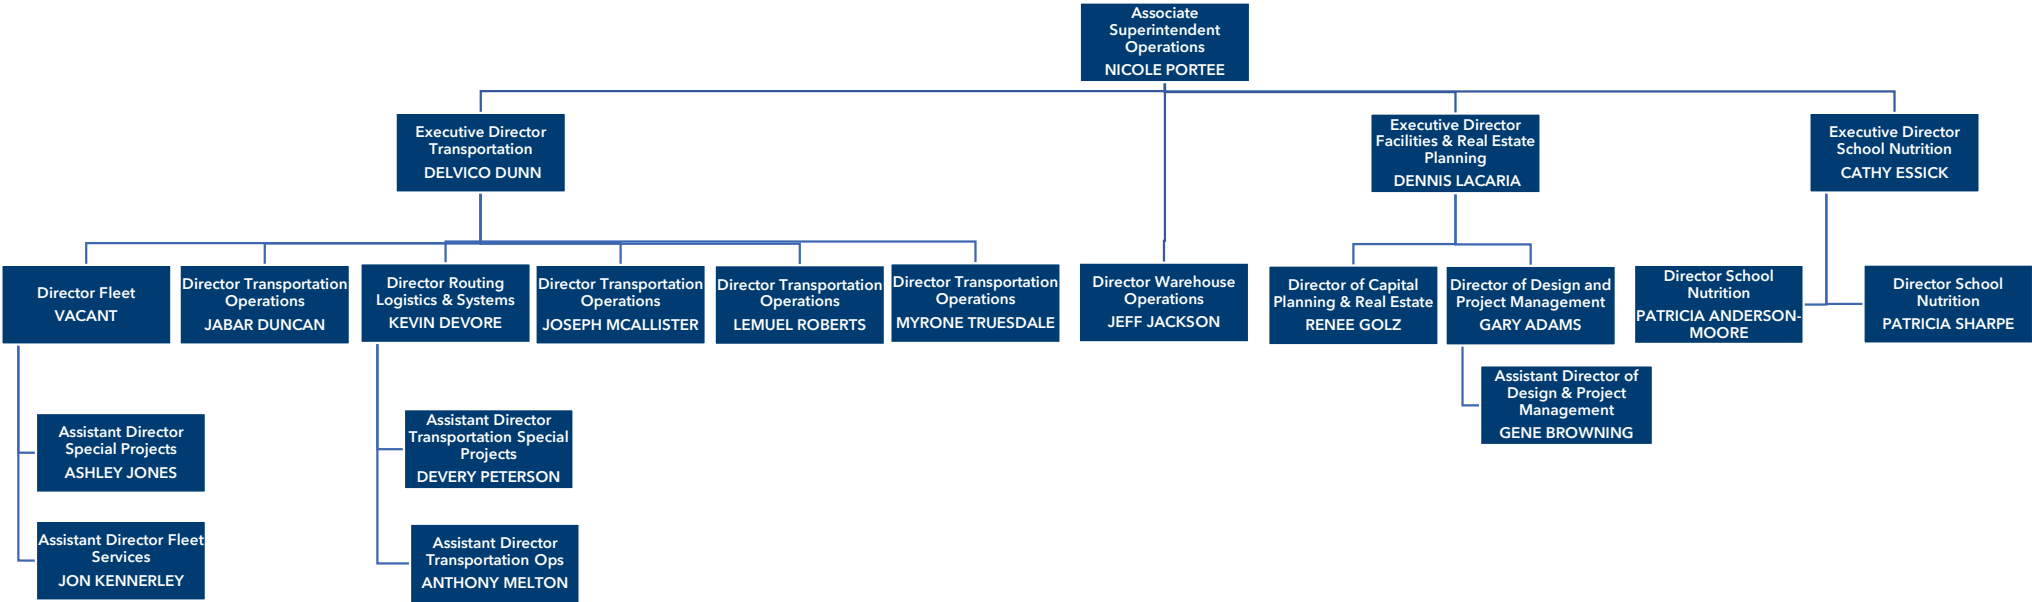 Associate
Superintendent
Operations
NICOLE PORTEE
Executive Director
Transportation
DELVICO DUNN
Executive Director
Facilities & Real Estate
Planning
DENNIS LACARIA
Executive Director
School Nutrition
CATHY ESSICK
Director Fleet
VACANT
Director Transportation
Operations
JABAR DUNCAN
Director Routing
Logistics & Systems
KEVIN DEVORE
Director Transportation
Operations
JOSEPH MCALLISTER
Director Transportation
Operations
LEMUEL ROBERTS
Director Transportation
Operations
MYRONE TRUESDALE
Director Warehouse
Operations
JEFF JACKSON
Director of Capital
Planning & Real Estate
RENEE GOLZ
Director of Design and
Project Management
GARY ADAMS
Director School
Nutrition
PATRICIA ANDERSON-
MOORE
Director School
Nutrition
PATRICIA SHARPE
Assistant Director
Special Projects
ASHLEY JONES
Assistant Director
Transportation Special
Projects
DEVERY PETERSON
Assistant Director of
Design & Project
Management
GENE BROWNING
Assistant Director Fleet
Services
JON KENNERLEY
Assistant Director
Transportation Ops
ANTHONY MELTON